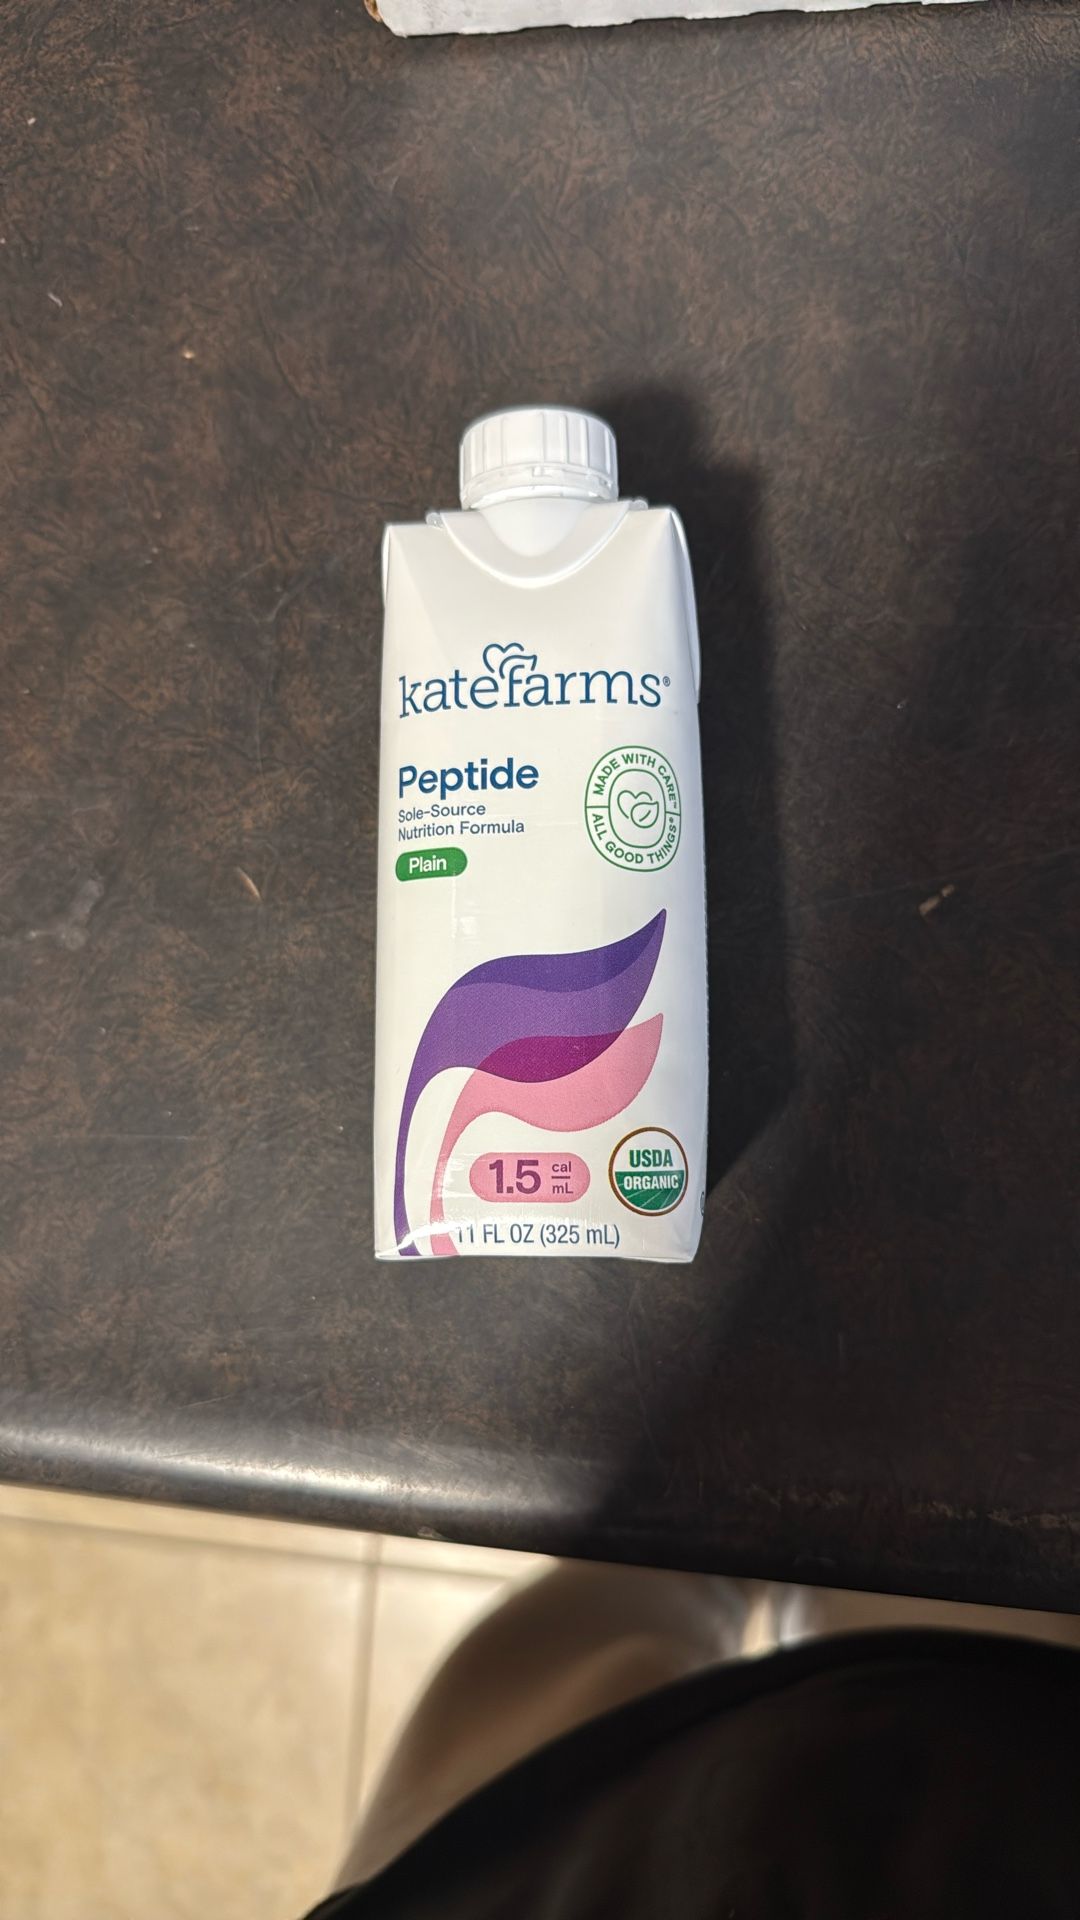 katefarms®
Peptide
Sole-Source
Nutrition Formula
Plain
MADE WITH CARE™
ALL GOOD THINGS®
1.5 cal
mL
USDA
ORGANIC
11 FL OZ (325 mL)